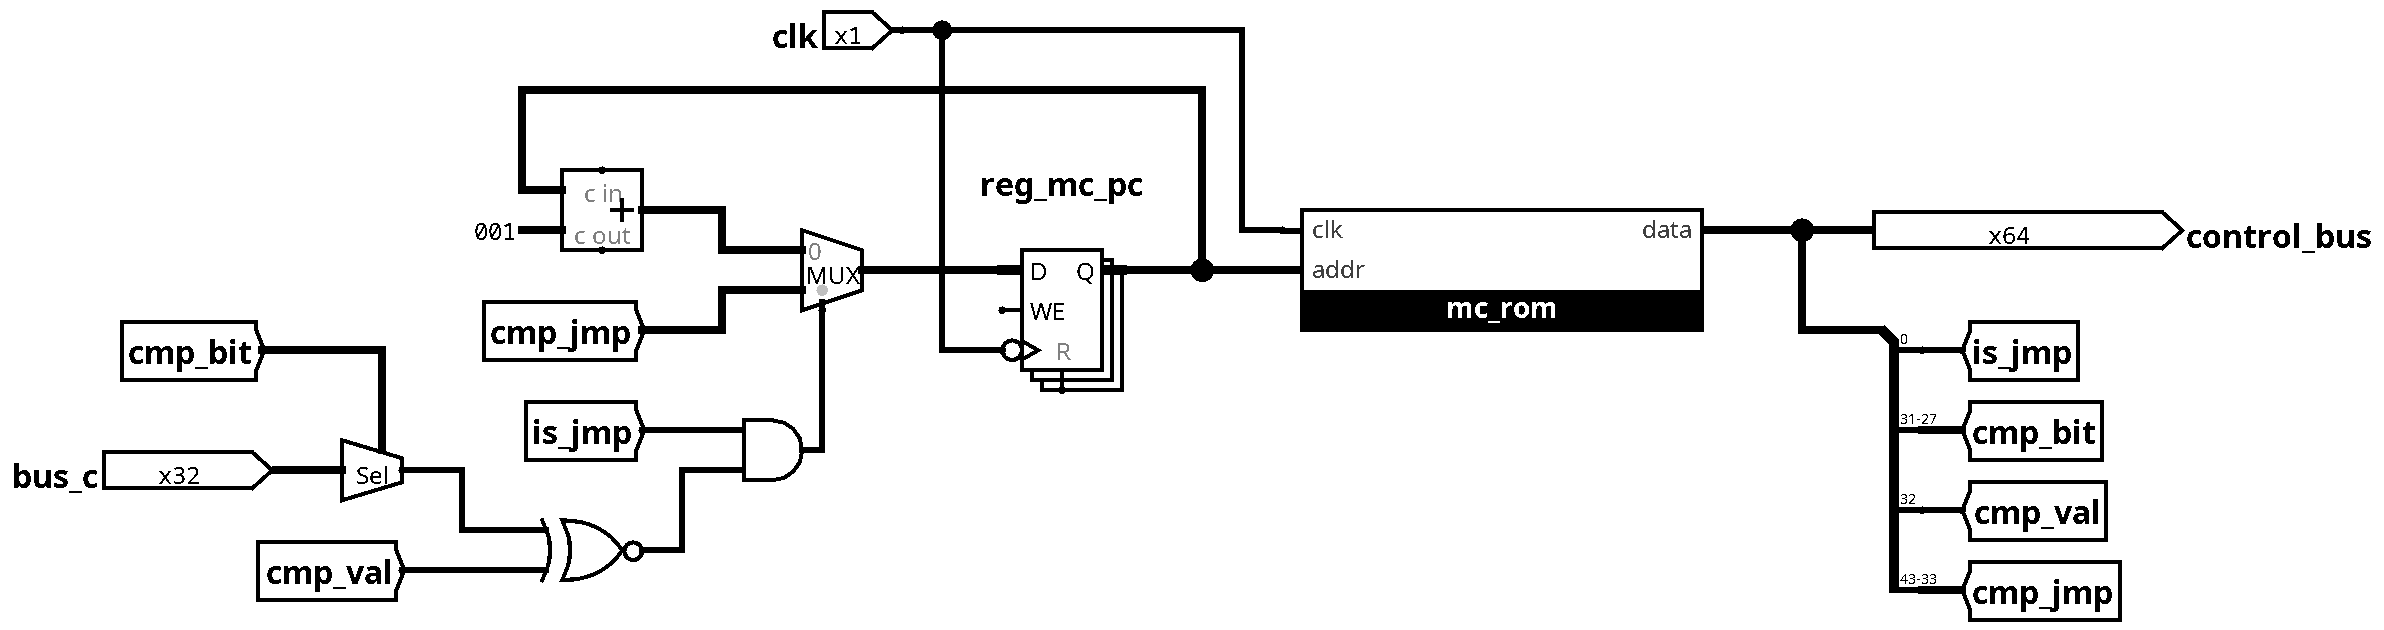 clk
x1
reg_mc_pc
c in
+
001
c out
0
MUX
cmp_jmp
D
Q
WE
R
clk
data
addr
mc_rom
x64
control_bus
cmp_bit
is_jmp
bus_c
x32
Sel
cmp_val
0
is_jmp
31-27
cmp_bit
32
cmp_val
43-33
cmp_jmp